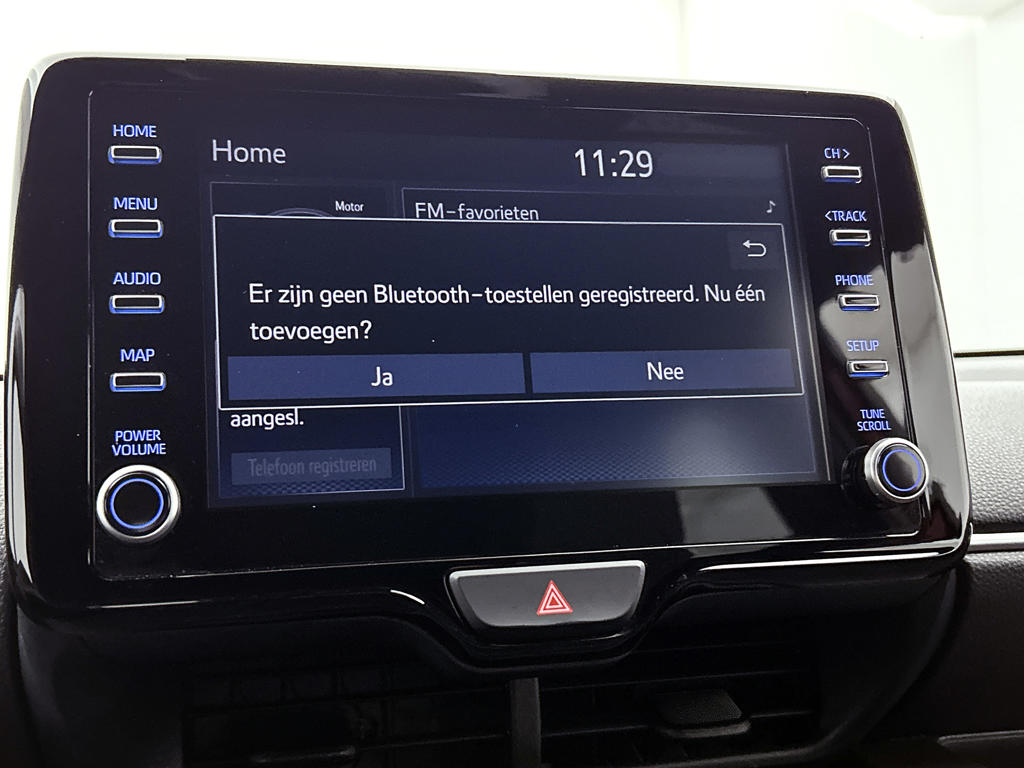 HOME
MENU
AUDIO
MAP
POWER
VOLUME
Home
11:29
Motor
FM-favorieten
Er zijn geen Bluetooth-toestellen geregistreerd. Nu één
toevoegen?
Ja
Nee
aangesl.
Telefoon registreren
CH >
<TRACK
PHONE
SETUP
TUNE
SCROLL